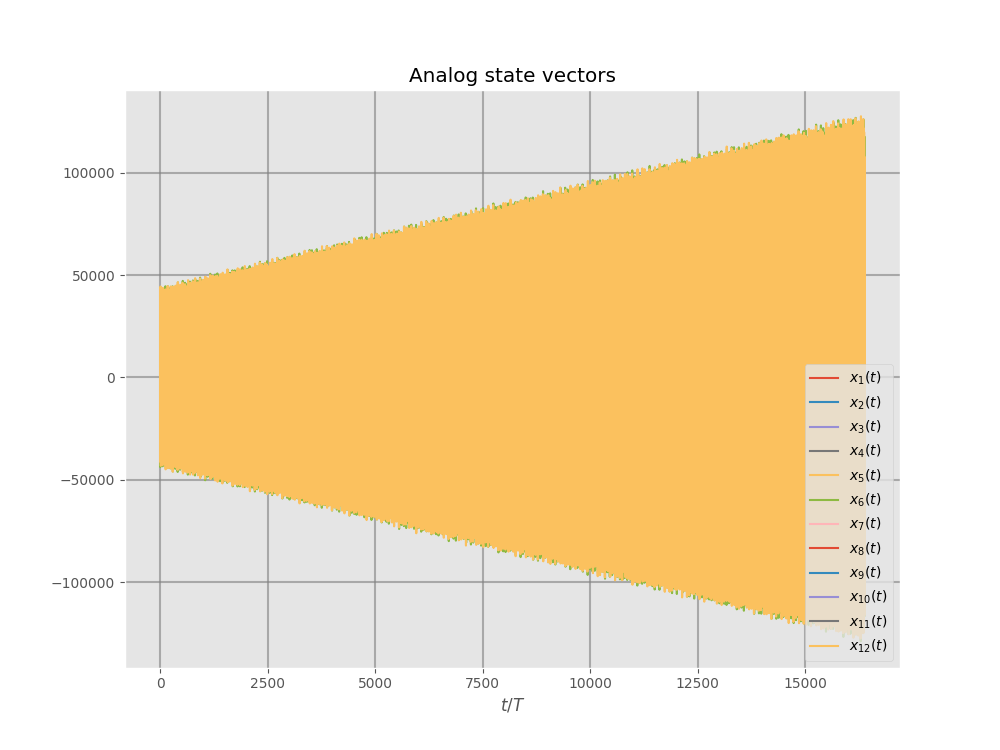 Analog state vectors
100000
50000
0
−50000
−100000
x₁(t)
x₂(t)
x₃(t)
x₄(t)
x₅(t)
x₆(t)
x₇(t)
x₈(t)
x₉(t)
x₁₀(t)
x₁₁(t)
x₁₂(t)
0 2500 5000 7500 10000 12500 15000
t/T